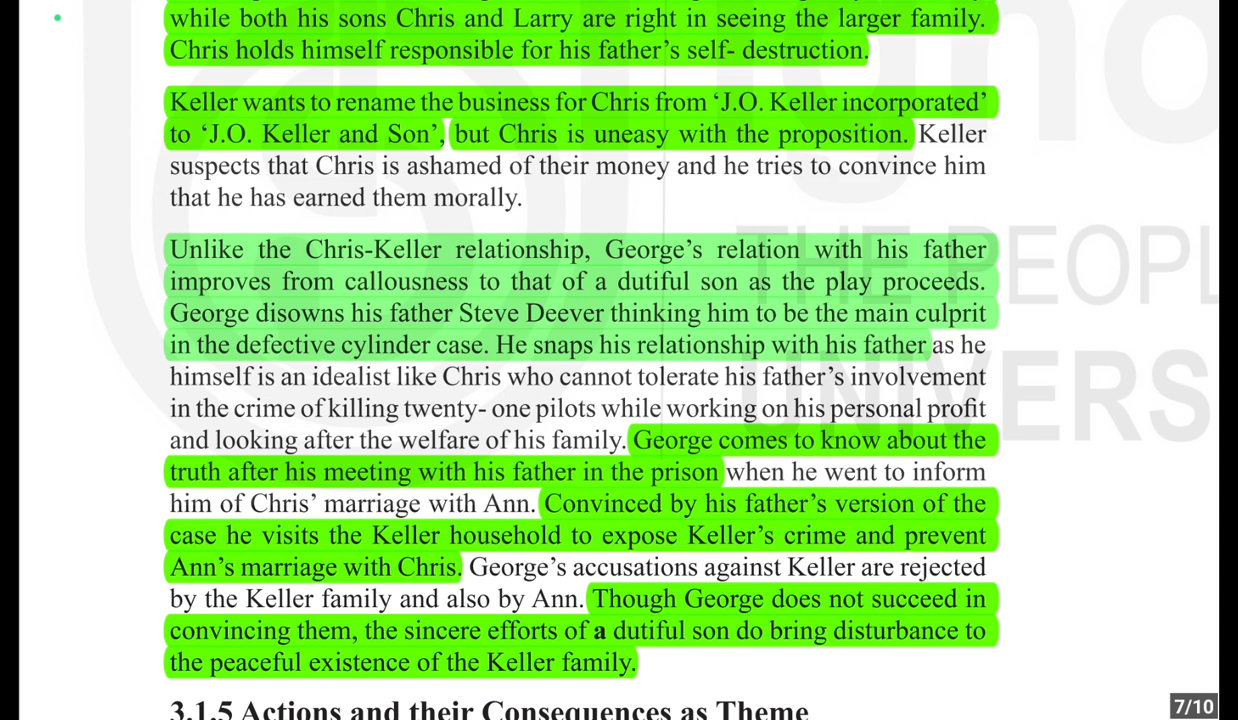 while both his sons Chris and Larry are right in seeing the larger family.
Chris holds himself responsible for his father's self- destruction.
Keller wants to rename the business for Chris from ‘J.O. Keller incorporated’
to ‘J.O. Keller and Son’, but Chris is uneasy with the proposition. Keller
suspects that Chris is ashamed of their money and he tries to convince him
that he has earned them morally.
Unlike the Chris-Keller relationship, George’s relation with his father
improves from callousness to that of a dutiful son as the play proceeds.
George disowns his father Steve Deever thinking him to be the main culprit
in the defective cylinder case. He snaps his relationship with his father as he
himself is an idealist like Chris who cannot tolerate his father’s involvement
in the crime of killing twenty- one pilots while working on his personal profit
and looking after the welfare of his family. George comes to know about the
truth after his meeting with his father in the prison when he went to inform
him of Chris’ marriage with Ann. Convinced by his father’s version of the
case he visits the Keller household to expose Keller’s crime and prevent
Ann’s marriage with Chris. George’s accusations against Keller are rejected
by the Keller family and also by Ann. Though George does not succeed in
convincing them, the sincere efforts of a dutiful son do bring disturbance to
the peaceful existence of the Keller family.
3.1.5 Actions and their Consequences as Theme
THE PEOPL
UNIVERS
7/10